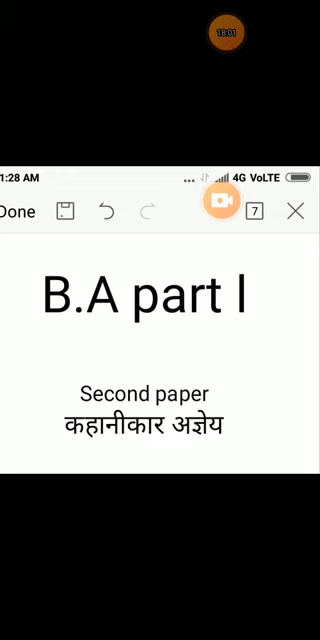 18:01
1:28 AM ... 4G VoLTE
Done 7
B.A part l
Second paper
कहानीकार अज्ञेय